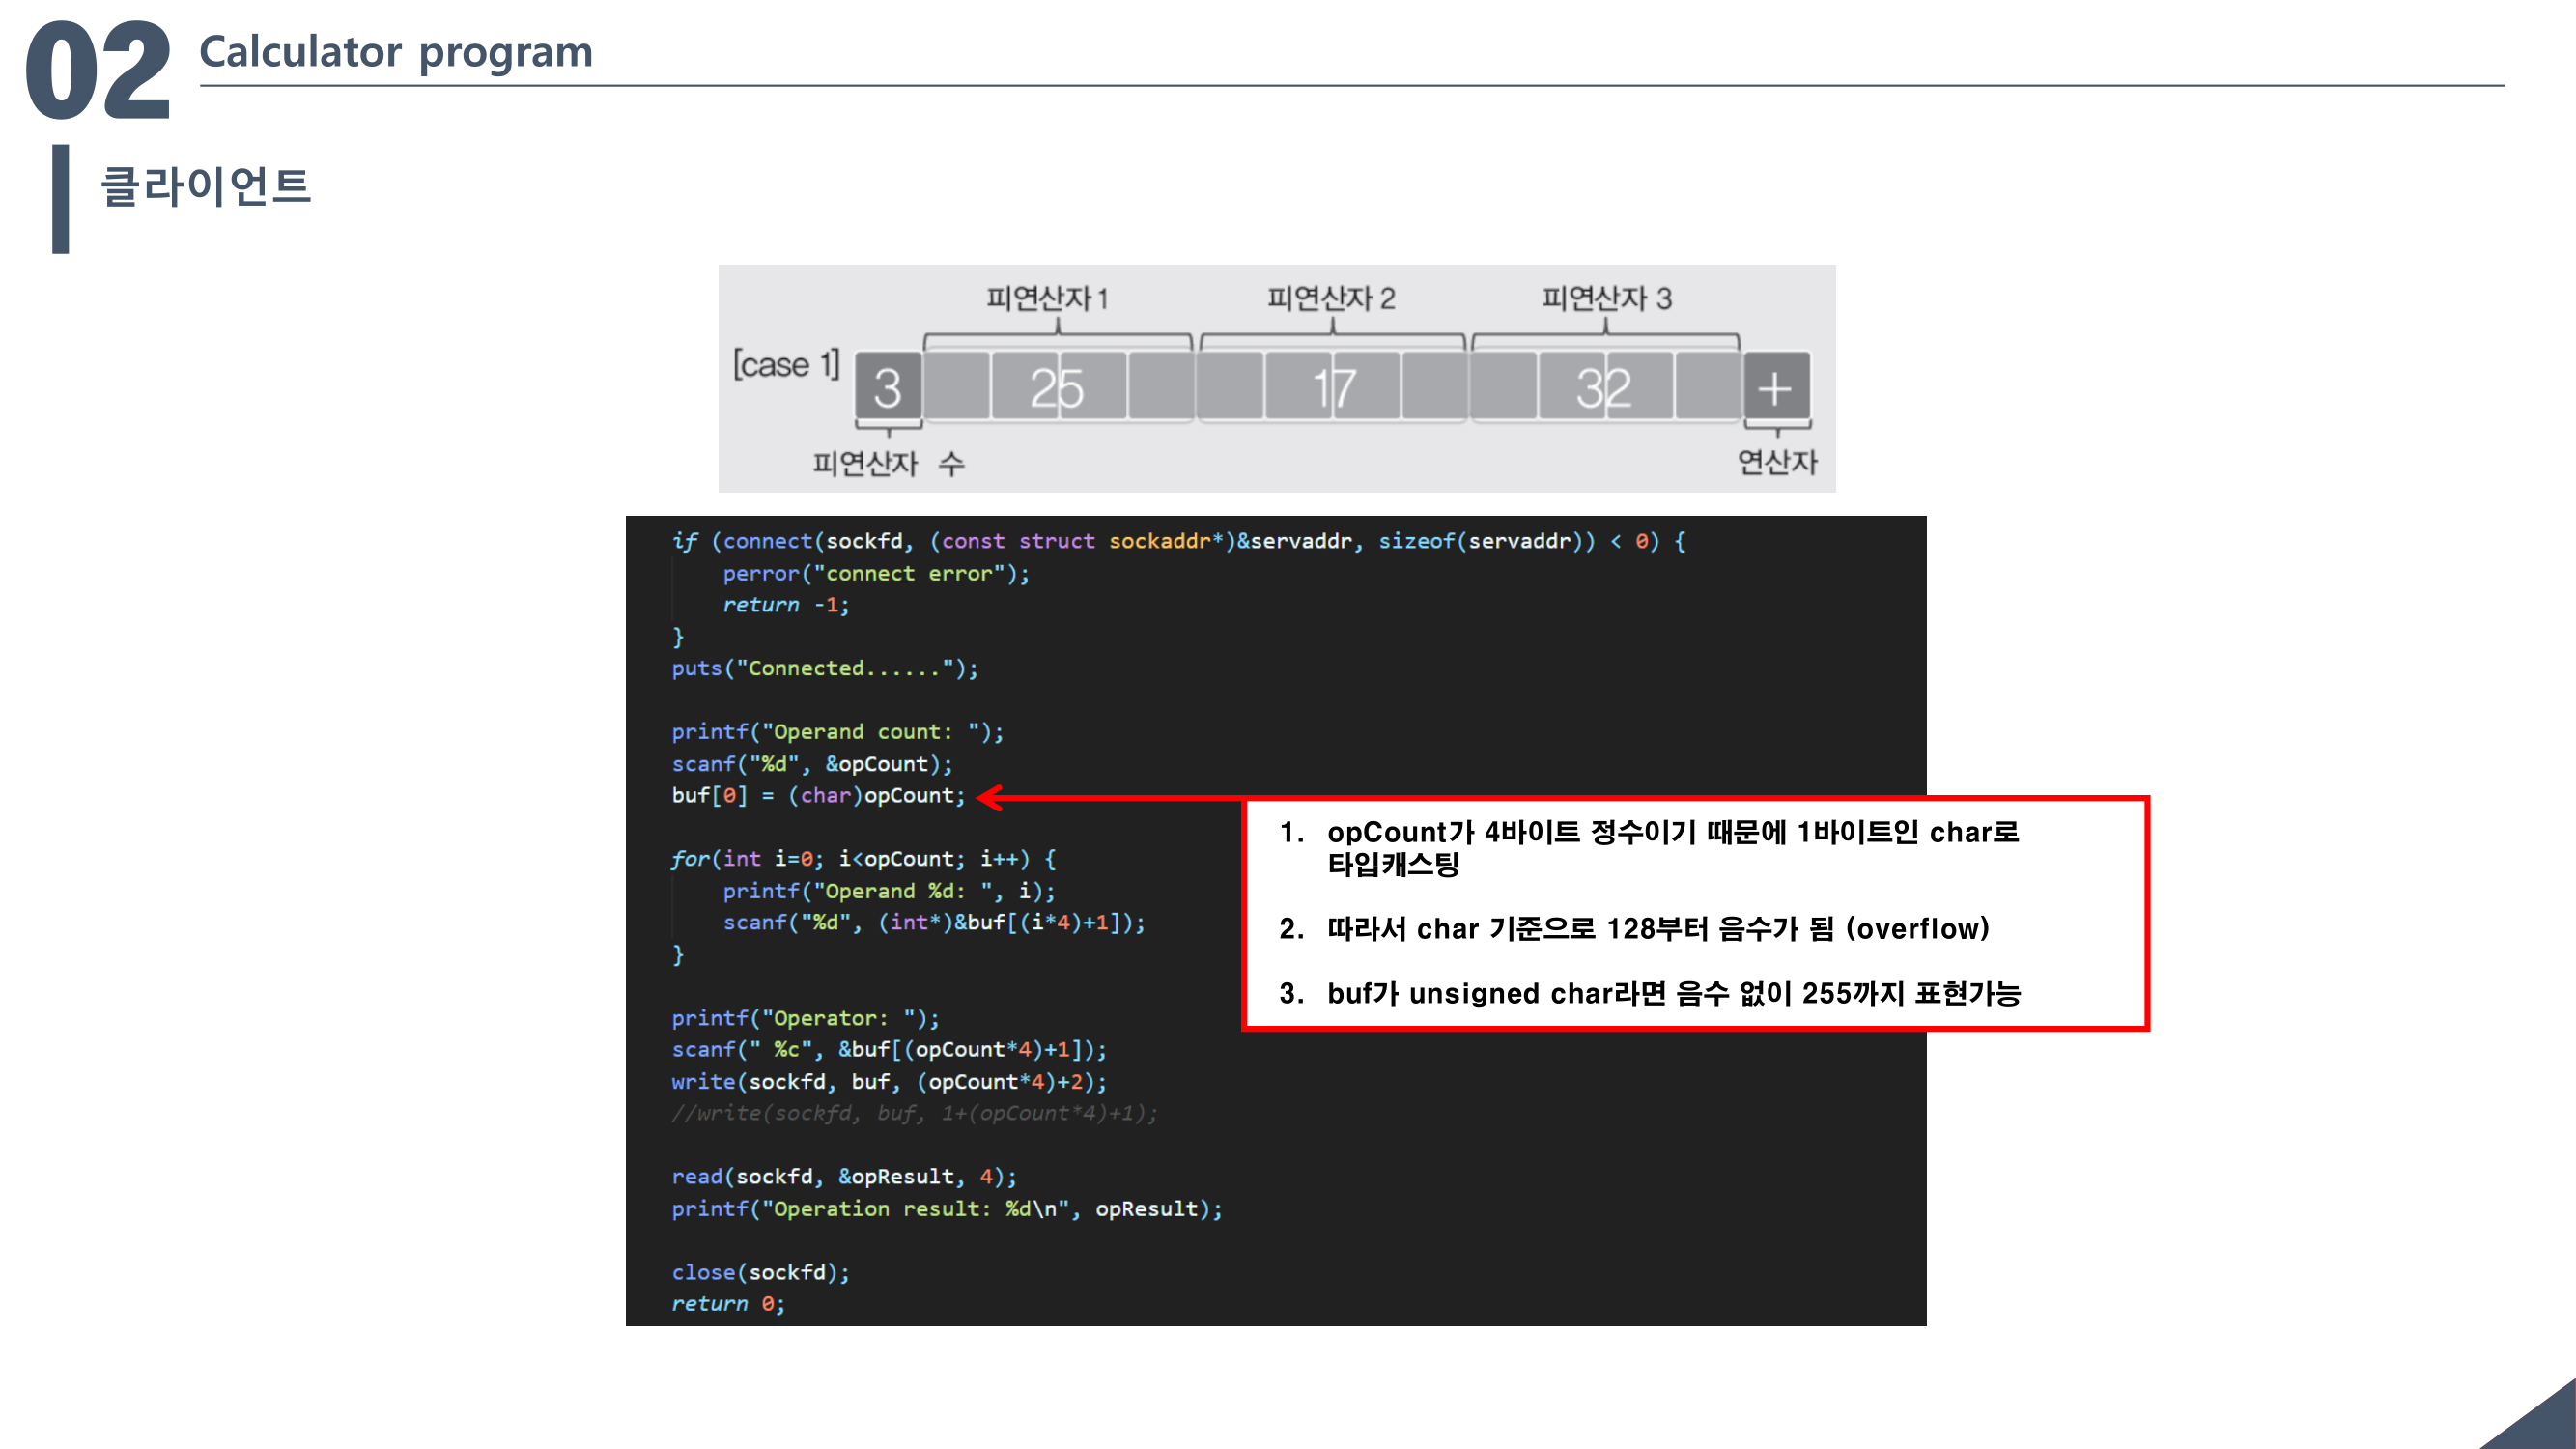 02
Calculator program
클라이언트
피연산자 1 피연산자 2 피연산자 3
[case 1] 3 25 17 32 +
피연산자 수 연산자
if (connect(sockfd, (const struct sockaddr*)&servaddr, sizeof(servaddr)) < 0) {
perror("connect error");
return -1;
}
puts("Connected......");
printf("Operand count: ");
scanf("%d", &opCount);
buf[0] = (char)opCount;
for(int i=0; i<opCount; i++) {
printf("Operand %d: ", i);
scanf("%d", (int*)&buf[(i*4)+1]);
}
printf("Operator: ");
scanf(" %c", &buf[(opCount*4)+1]);
write(sockfd, buf, (opCount*4)+2);
//write(sockfd, buf, 1+(opCount*4)+1);
read(sockfd, &opResult, 4);
printf("Operation result: %d\n", opResult);
close(sockfd);
return 0;
1. opCount가 4바이트 정수이기 때문에 1바이트인 char로
타입캐스팅
2. 따라서 char 기준으로 128부터 음수가 됨 (overflow)
3. buf가 unsigned char라면 음수 없이 255까지 표현가능